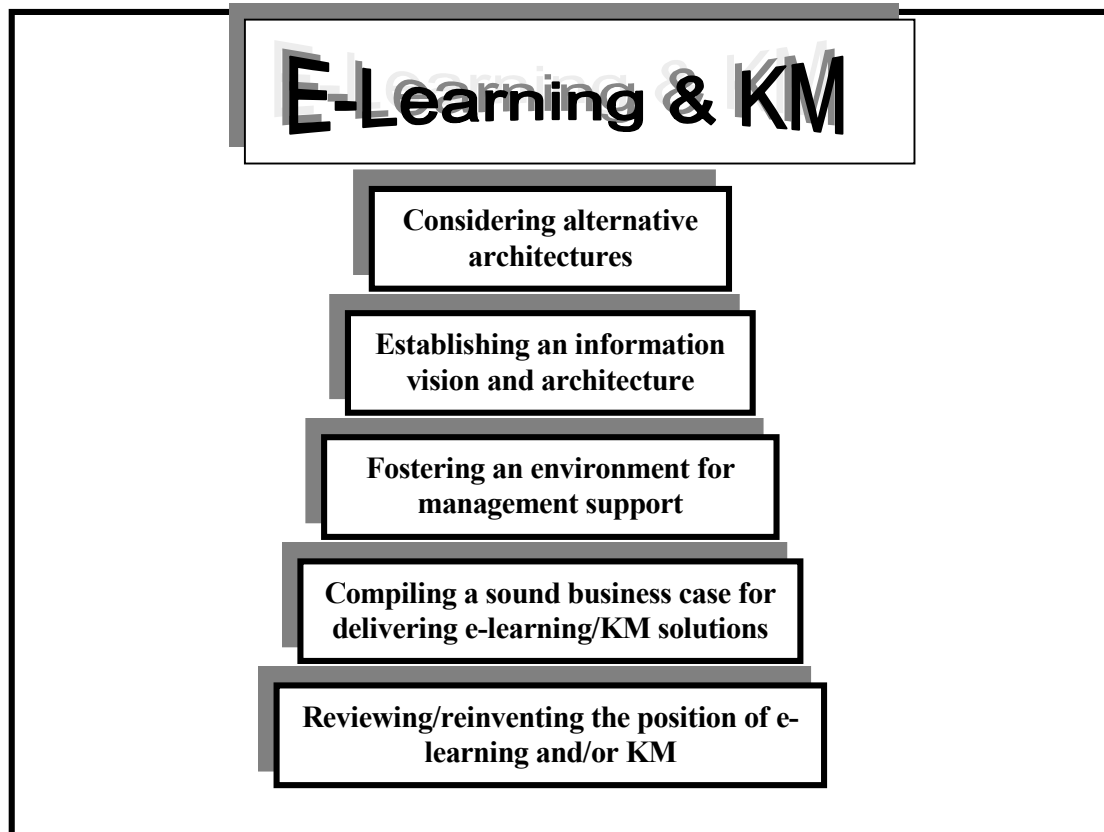 E-Learning & KM
Considering alternative
architectures
Establishing an information
vision and architecture
Fostering an environment for
management support
Compiling a sound business case for
delivering e-learning/KM solutions
Reviewing/reinventing the position of e-
learning and/or KM